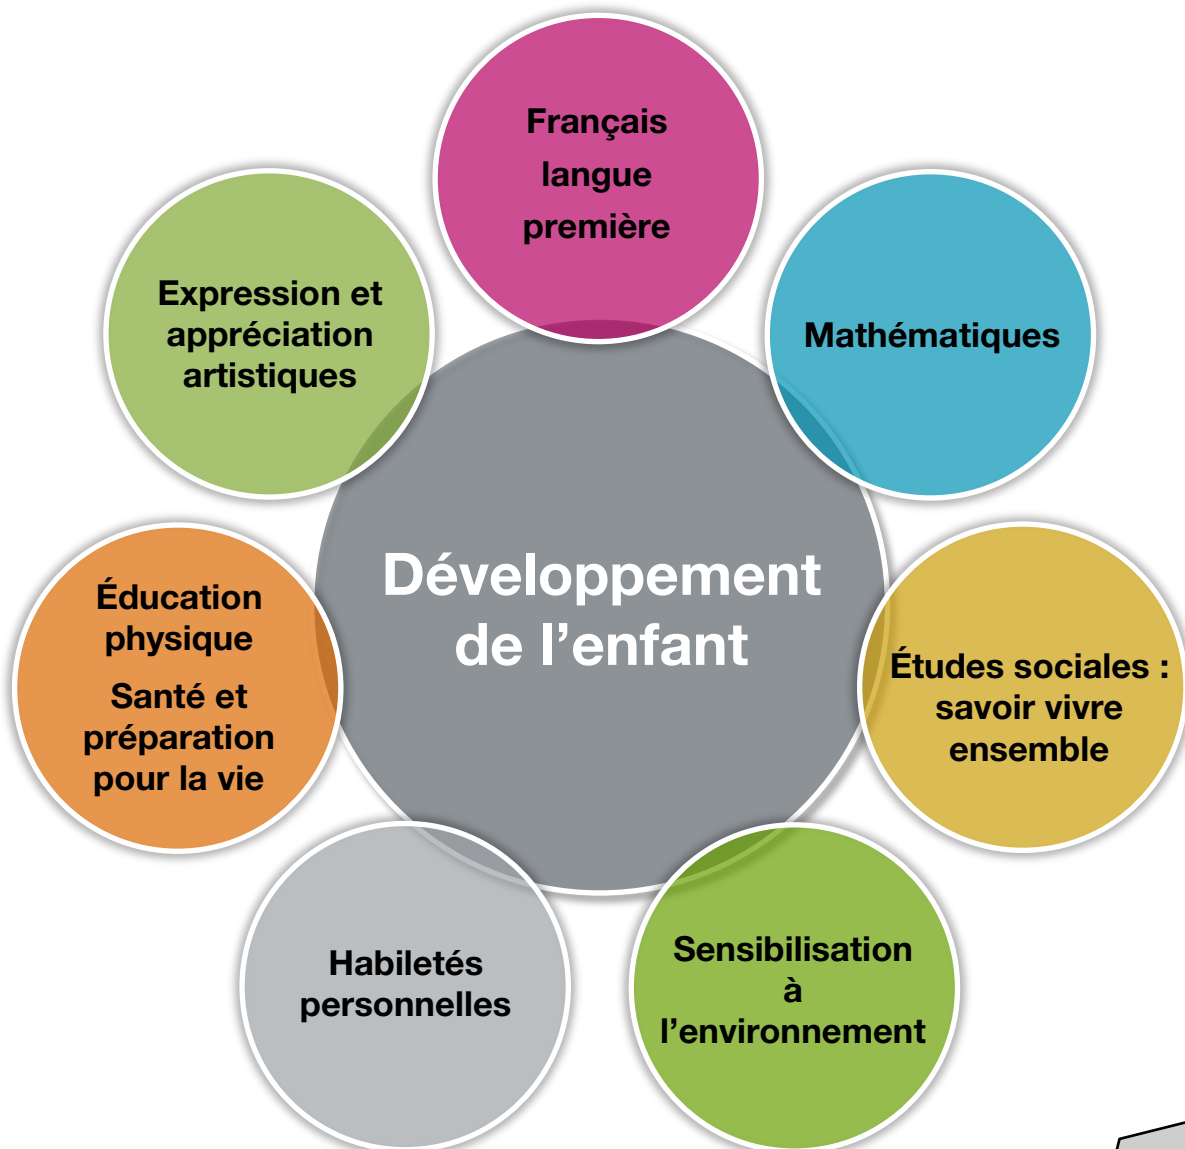 Français
langue
première
Mathématiques
Études sociales :
savoir vivre
ensemble
Sensibilisation
à
l’environnement
Habiletés
personnelles
Éducation
physique
Santé et
préparation
pour la vie
Expression et
appréciation
artistiques
Développement
de l’enfant